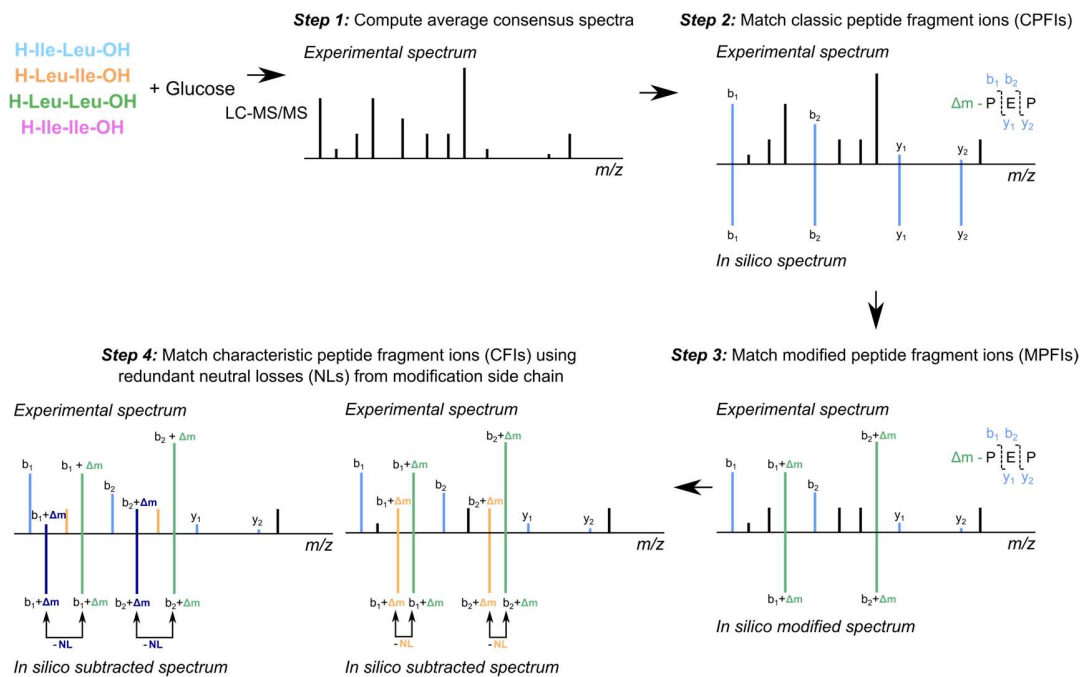 Step 1: Compute average consensus spectra
Experimental spectrum
H-Ile-Leu-OH
H-Leu-Ile-OH
H-Leu-Leu-OH
H-Ile-Ile-OH
+ Glucose
LC-MS/MS
m/z
Step 2: Match classic peptide fragment ions (CPFIs)
Experimental spectrum
b1 b2
Δm - P E P
y1 y2
b1
b2
y1
y2
m/z
b1
b2
y1
y2
In silico spectrum
Step 3: Match modified peptide fragment ions (MPFIs)
Experimental spectrum
b1 b2
Δm - P E P
y1 y2
b2+Δm
b1
b1+Δm
b2
y1
y2
m/z
b1+Δm
b2+Δm
In silico modified spectrum
Step 4: Match characteristic peptide fragment ions (CFIs) using
redundant neutral losses (NLs) from modification side chain
Experimental spectrum
b2 + Δm
b1
b1 + Δm
b2
b1+Δm
b2+Δm
y1
y2
m/z
b1+Δm
b1+Δm
b2+Δm
b2+Δm
-NL
-NL
In silico subtracted spectrum
Experimental spectrum
b2+Δm
b1
b1+Δm
b2
b1+Δm
b2+Δm
y1
y2
m/z
b1+Δm
b1+Δm
b2+Δm
b2+Δm
-NL
-NL
In silico subtracted spectrum